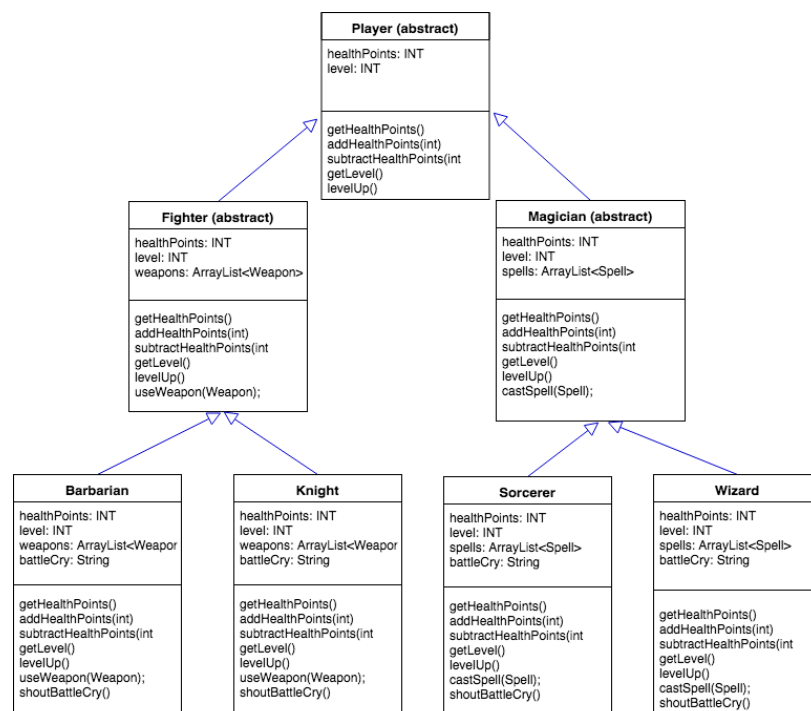 Player (abstract)
healthPoints: INT
level: INT
getHealthPoints()
addHealthPoints(int)
subtractHealthPoints(int
getLevel()
levelUp()
Fighter (abstract)
healthPoints: INT
level: INT
weapons: ArrayList<Weapon>
getHealthPoints()
addHealthPoints(int)
subtractHealthPoints(int
getLevel()
levelUp()
useWeapon(Weapon);
Magician (abstract)
healthPoints: INT
level: INT
spells: ArrayList<Spell>
getHealthPoints()
addHealthPoints(int)
subtractHealthPoints(int
getLevel()
levelUp()
castSpell(Spell);
Barbarian
healthPoints: INT
level: INT
weapons: ArrayList<Weapor
battleCry: String
getHealthPoints()
addHealthPoints(int)
subtractHealthPoints(int
getLevel()
levelUp()
useWeapon(Weapon);
shoutBattleCry()
Knight
healthPoints: INT
level: INT
weapons: ArrayList<Weapor
battleCry: String
getHealthPoints()
addHealthPoints(int)
subtractHealthPoints(int
getLevel()
levelUp()
useWeapon(Weapon);
shoutBattleCry()
Sorcerer
healthPoints: INT
level: INT
spells: ArrayList<Spell>
battleCry: String
getHealthPoints()
addHealthPoints(int)
subtractHealthPoints(int
getLevel()
levelUp()
castSpell(Spell);
shoutBattleCry()
Wizard
healthPoints: INT
level: INT
spells: ArrayList<Spell>
battleCry: String
getHealthPoints()
addHealthPoints(int)
subtractHealthPoints(int
getLevel()
levelUp()
castSpell(Spell);
shoutBattleCry()